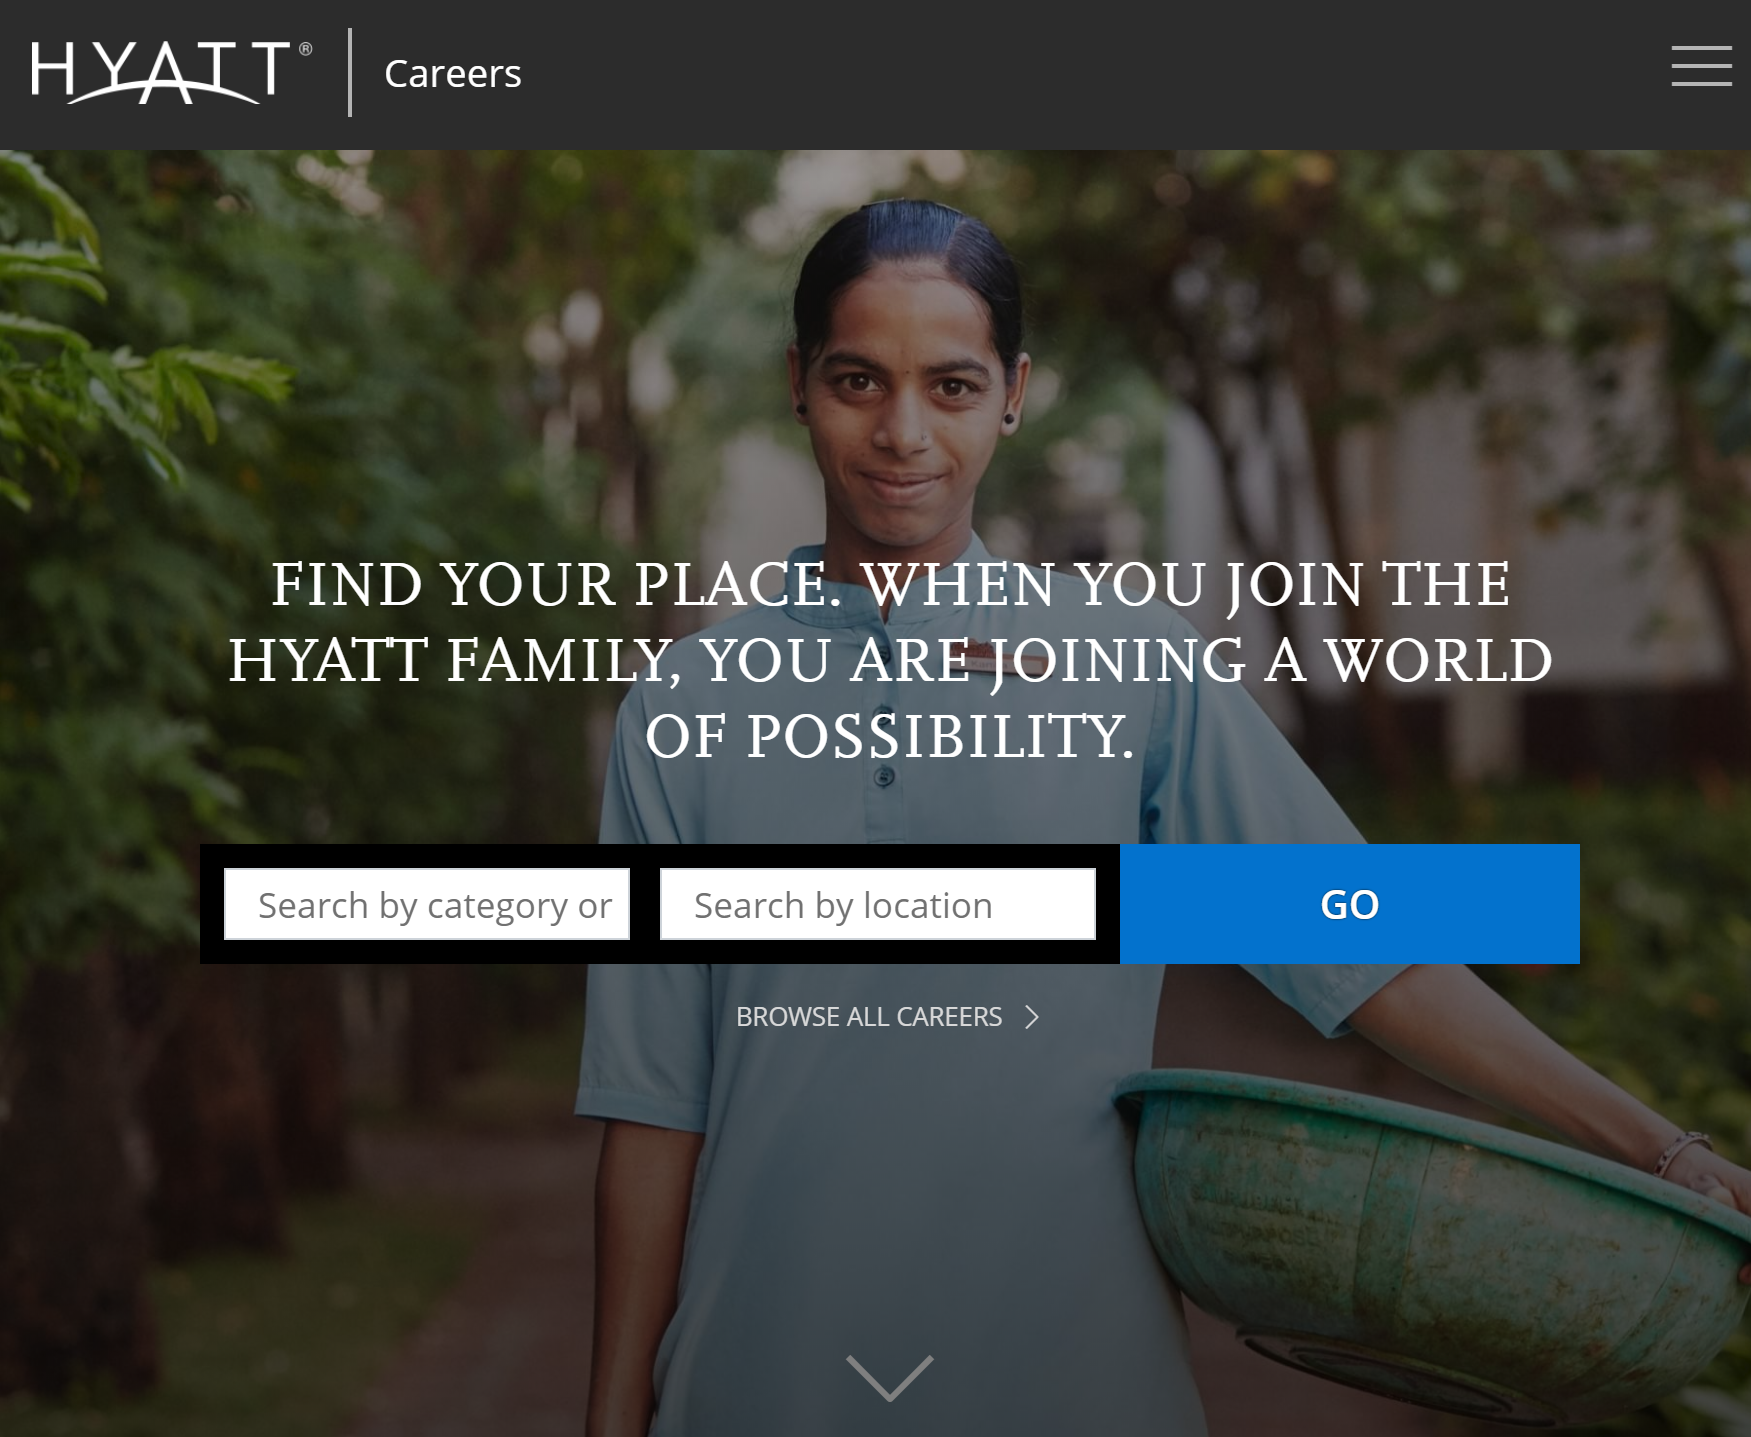 HYATT®
Careers
FIND YOUR PLACE. WHEN YOU JOIN THE
HYATT FAMILY, YOU ARE JOINING A WORLD
OF POSSIBILITY.
Search by category or
Search by location
GO
BROWSE ALL CAREERS